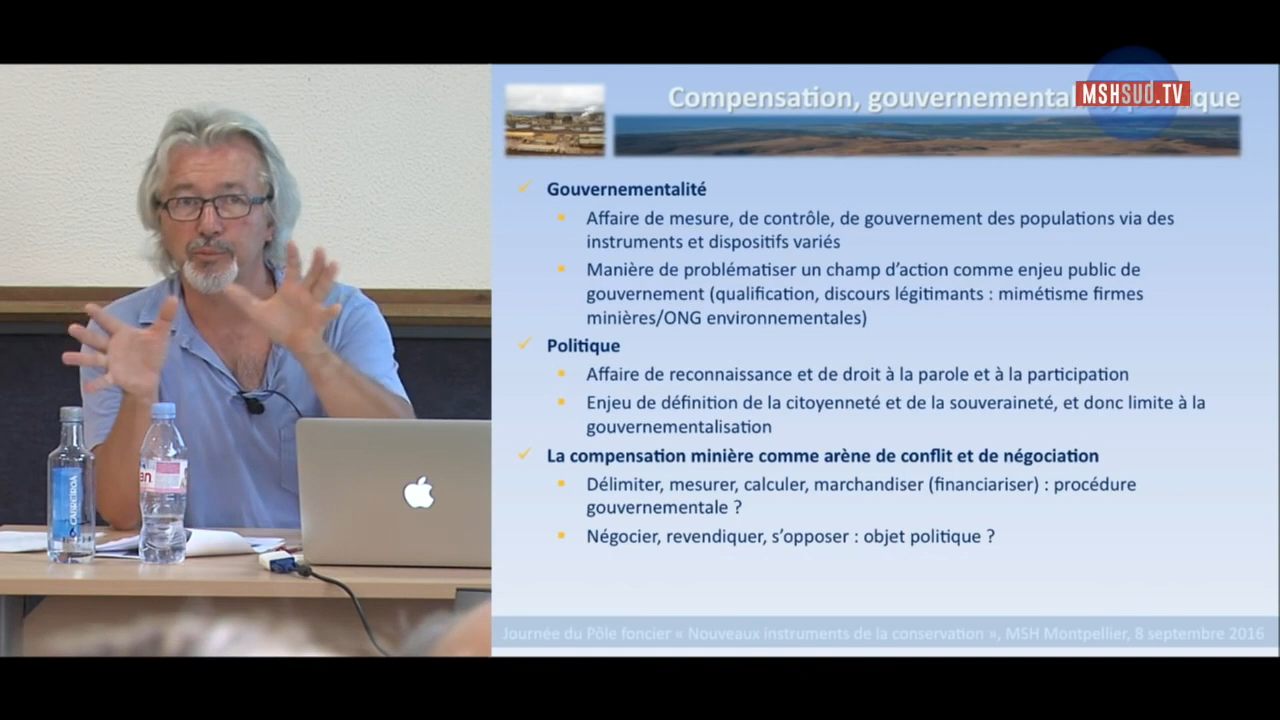 Compensation, gouvernementa
que
MSHSUD.TV
Gouvernementalité
Affaire de mesure, de contrôle, de gouvernement des populations via des
instruments et dispositifs variés
Manière de problématiser un champ d'action comme enjeu public de
gouvernement (qualification, discours légitimants : mimétisme firmes
minières/ONG environnementales)
Politique
Affaire de reconnaissance et de droit à la parole et à la participation
Enjeu de définition de la citoyenneté et de la souveraineté, et donc limite à la
gouvernementalisation
La compensation minière comme arène de conflit et de négociation
Délimiter, mesurer, calculer, marchandiser (financiariser) : procédure
gouvernementale ?
Négocier, revendiquer, s'opposer : objet politique ?
Journée du Pôle foncier « Nouveaux instruments de la conservation », MSH Montpellier, 8 septembre 2016
CABREIROÁ